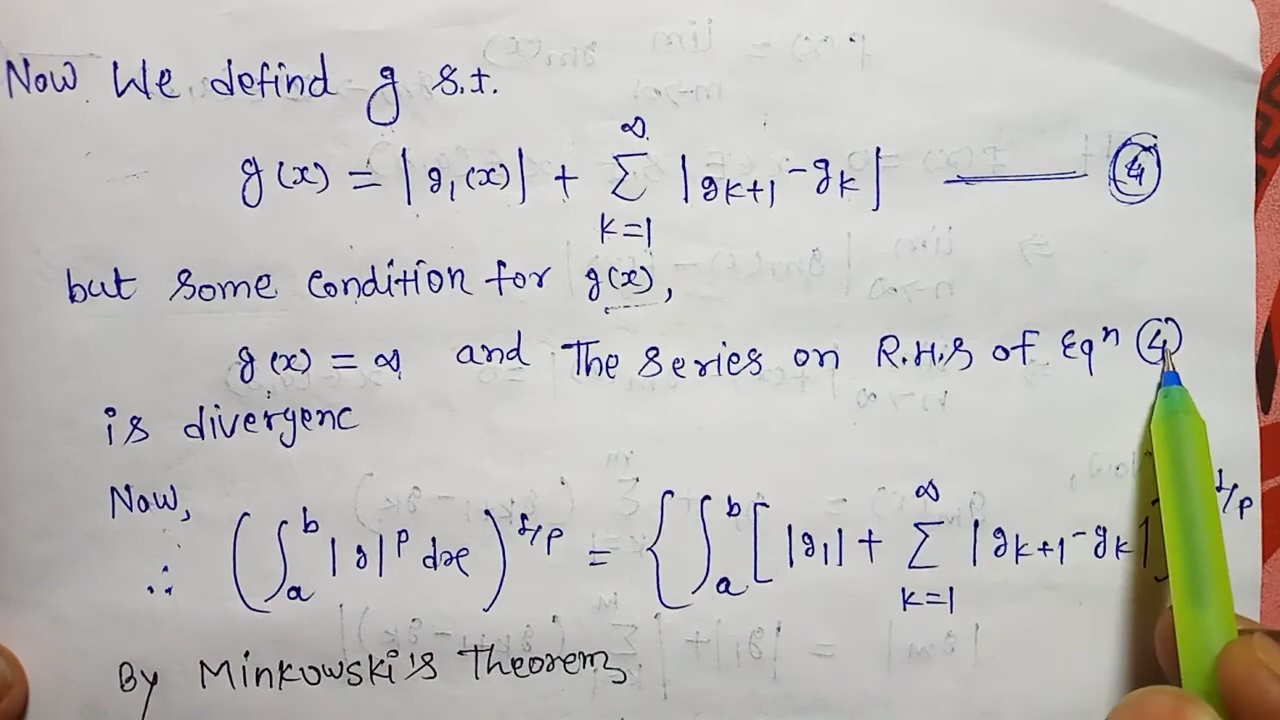 Now We defind g s.t.
g(x) = |g₁(x)| + ∑_{k=1}^{∞} |g_{k+1} - g_k| ——— ④
but some condition for g(x),
g(x) = ∞ and The series on R.H.S of Eqⁿ ④
is divergenc
Now,
∴ (∫_a^b |g|^p dx)^{1/p} = {∫_a^b [|g₁| + ∑_{k=1}^{∞} |g_{k+1} - g_k|] ^{1/p}
By Minkowski's Theorem